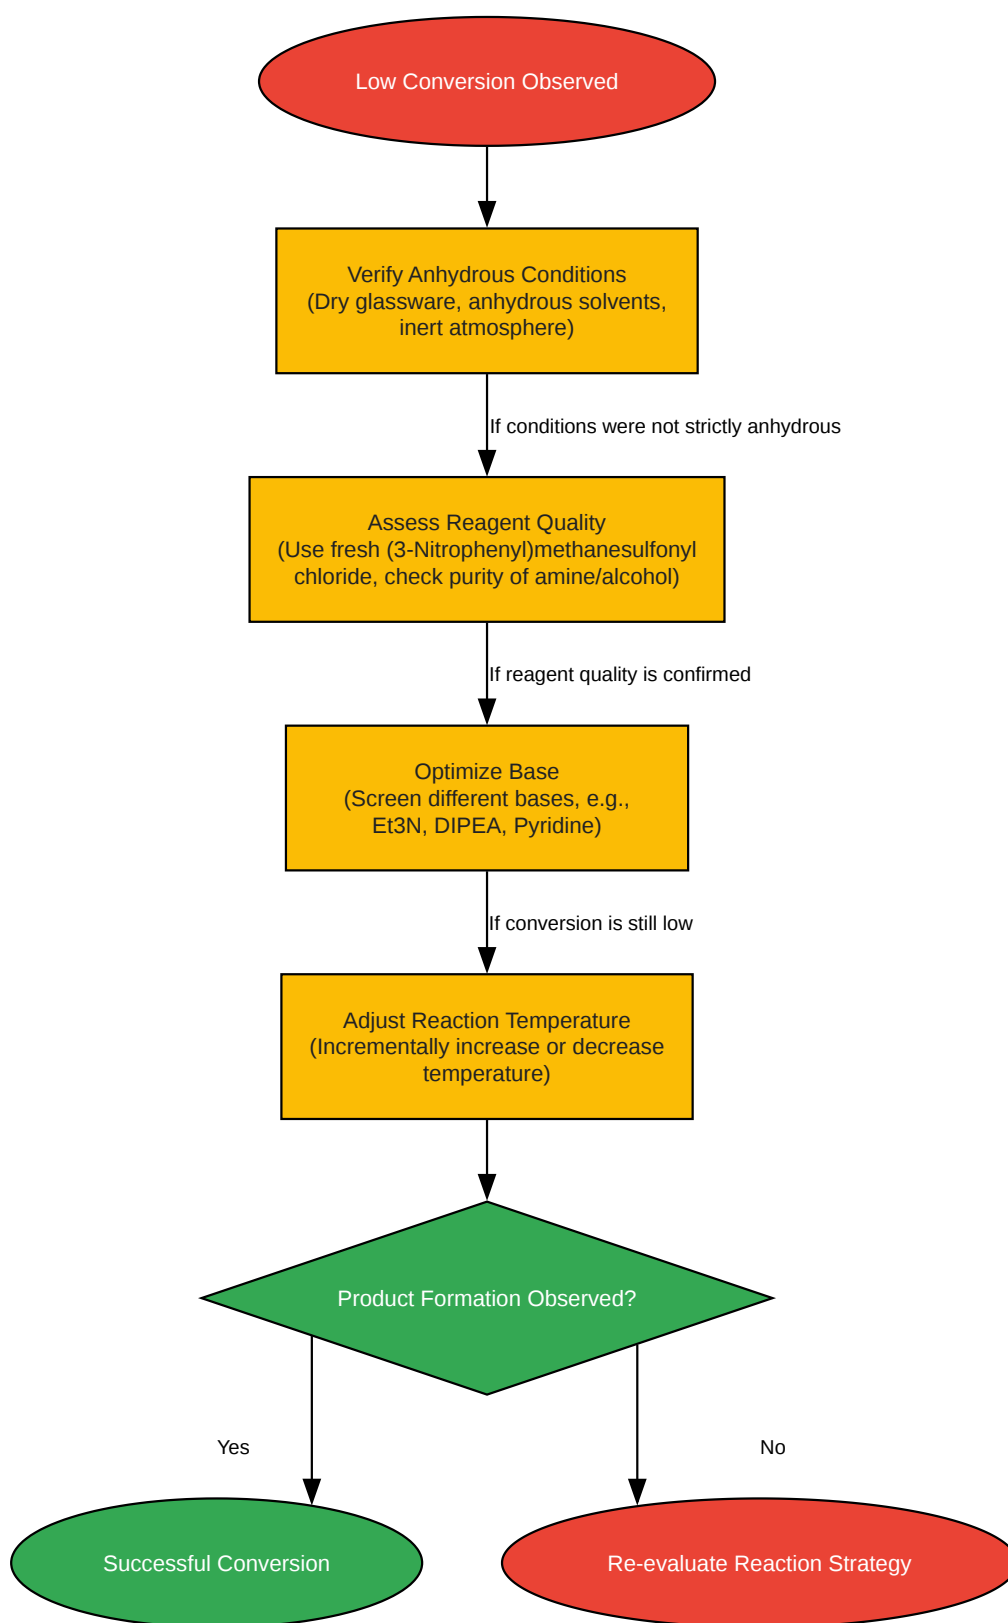 Low Conversion Observed
Verify Anhydrous Conditions
(Dry glassware, anhydrous solvents,
inert atmosphere)
If conditions were not strictly anhydrous
Assess Reagent Quality
(Use fresh (3-Nitrophenyl)methanesulfonyl
chloride, check purity of amine/alcohol)
If reagent quality is confirmed
Optimize Base
(Screen different bases, e.g.,
Et3N, DIPEA, Pyridine)
If conversion is still low
Adjust Reaction Temperature
(Incrementally increase or decrease
temperature)
Product Formation Observed?
Yes
No
Successful Conversion
Re-evaluate Reaction Strategy